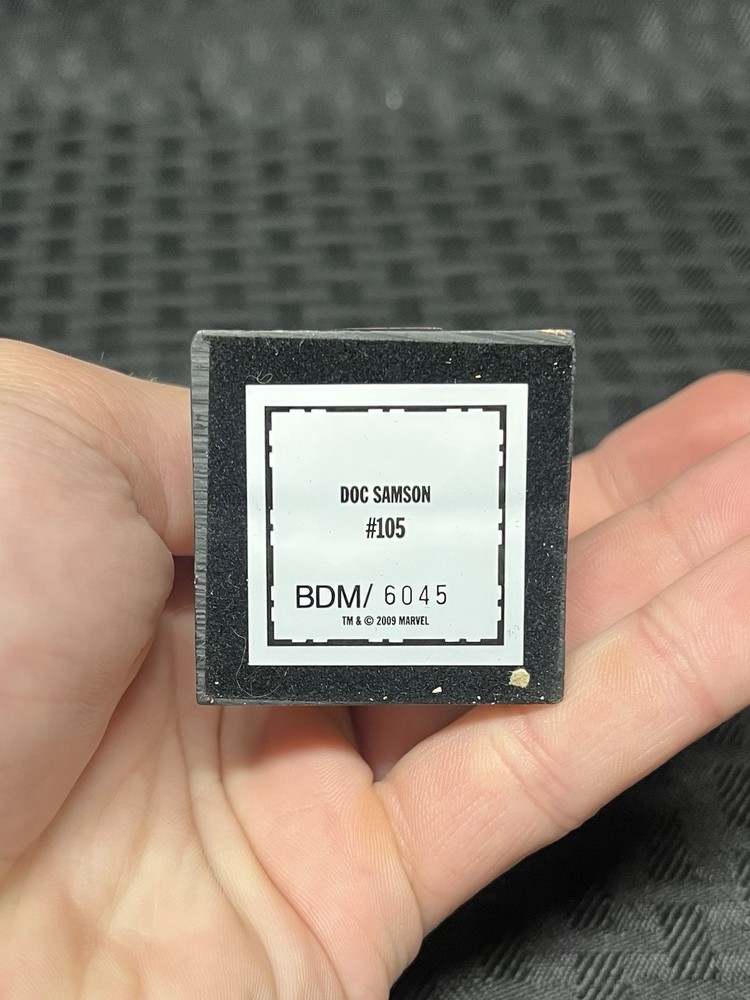 DOC SAMSON
#105
BDM/ 6045
TM & © 2009 MARVEL